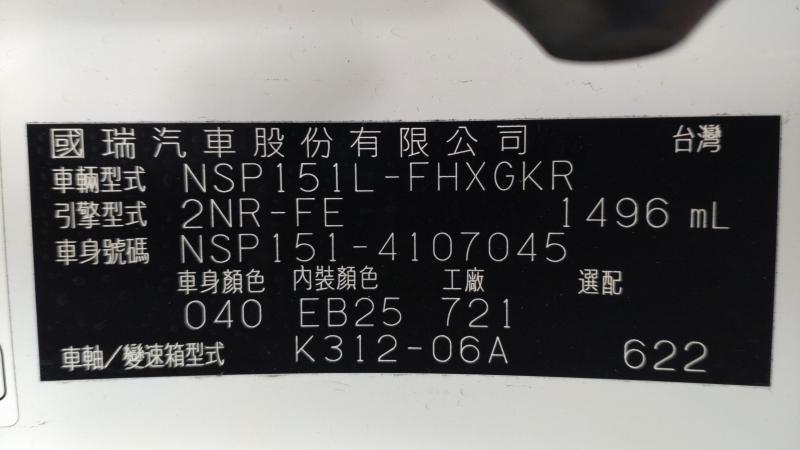 國瑞汽車股份有限公司 台灣
車輛型式 NSP151L-FHXGKR
引擎型式 2NR-FE 1496 mL
車身號碼 NSP151-4107045
車身顏色 內裝顏色 工廠 選配
040 EB25 721
車軸/變速箱型式 K312-06A 622